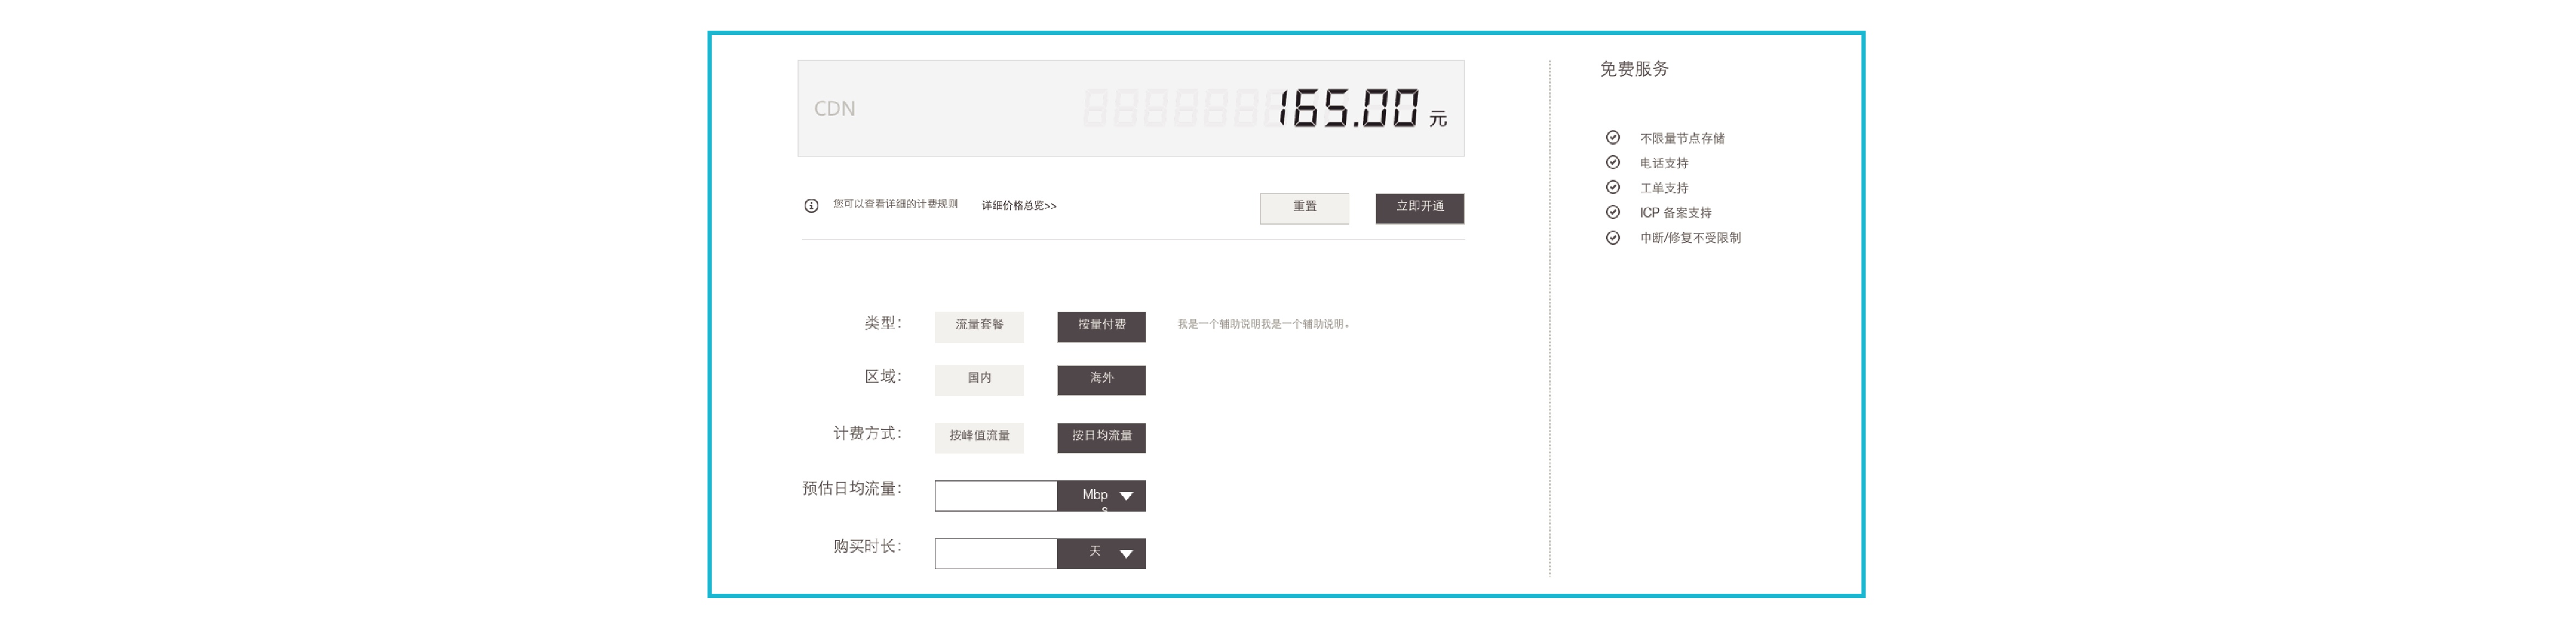 CDN
165.00 元
您可以查看详细的计费规则 详细价格总览>>
重置 立即开通
类型: 流量套餐 按量付费 我是一个辅助说明我是一个辅助说明。
区域: 国内 海外
计费方式: 按峰值流量 按日均流量
预估日均流量: Mbp
s
购买时长: 天
免费服务
不限量节点存储
电话支持
工单支持
ICP 备案支持
中断/修复不受限制